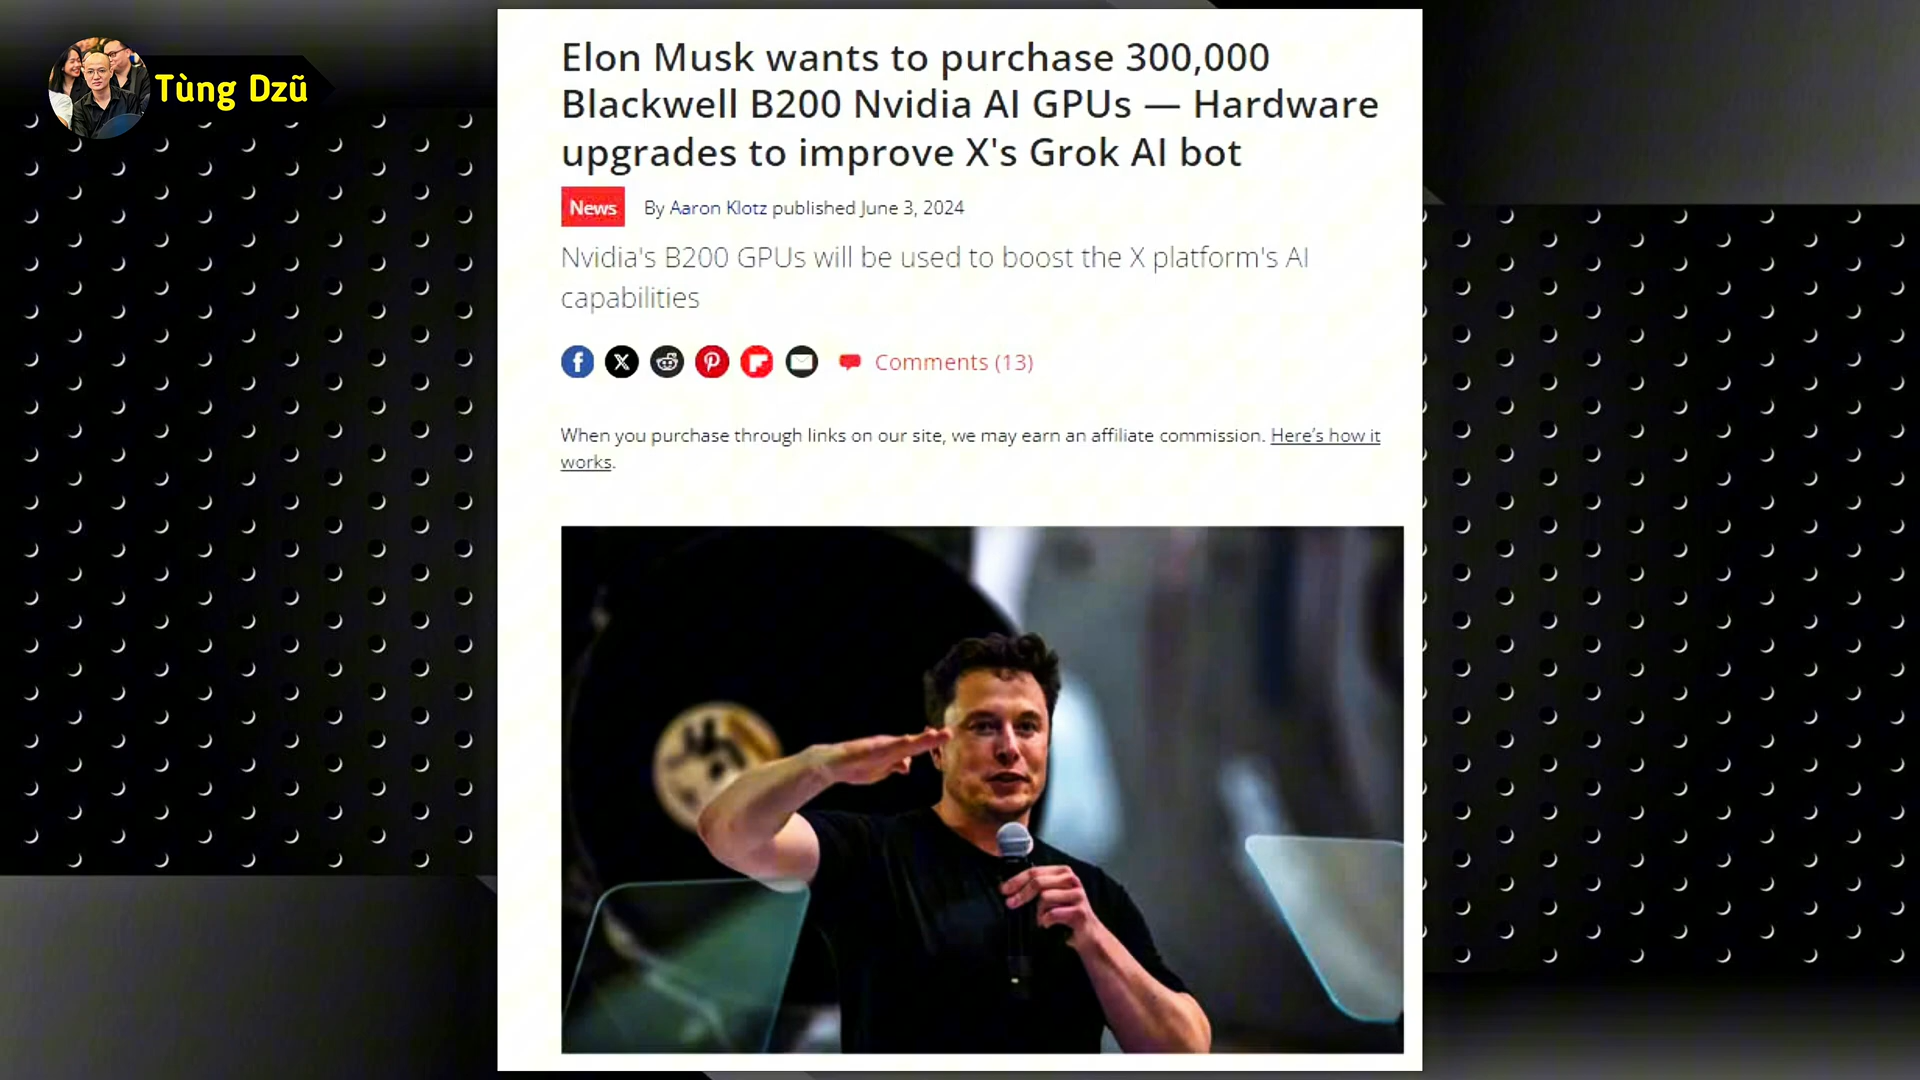 Tùng Dzũ
Elon Musk wants to purchase 300,000
Blackwell B200 Nvidia AI GPUs — Hardware
upgrades to improve X's Grok AI bot
News
By Aaron Klotz published June 3, 2024
Nvidia's B200 GPUs will be used to boost the X platform's AI
capabilities
Comments (13)
When you purchase through links on our site, we may earn an affiliate commission. Here’s how it
works.